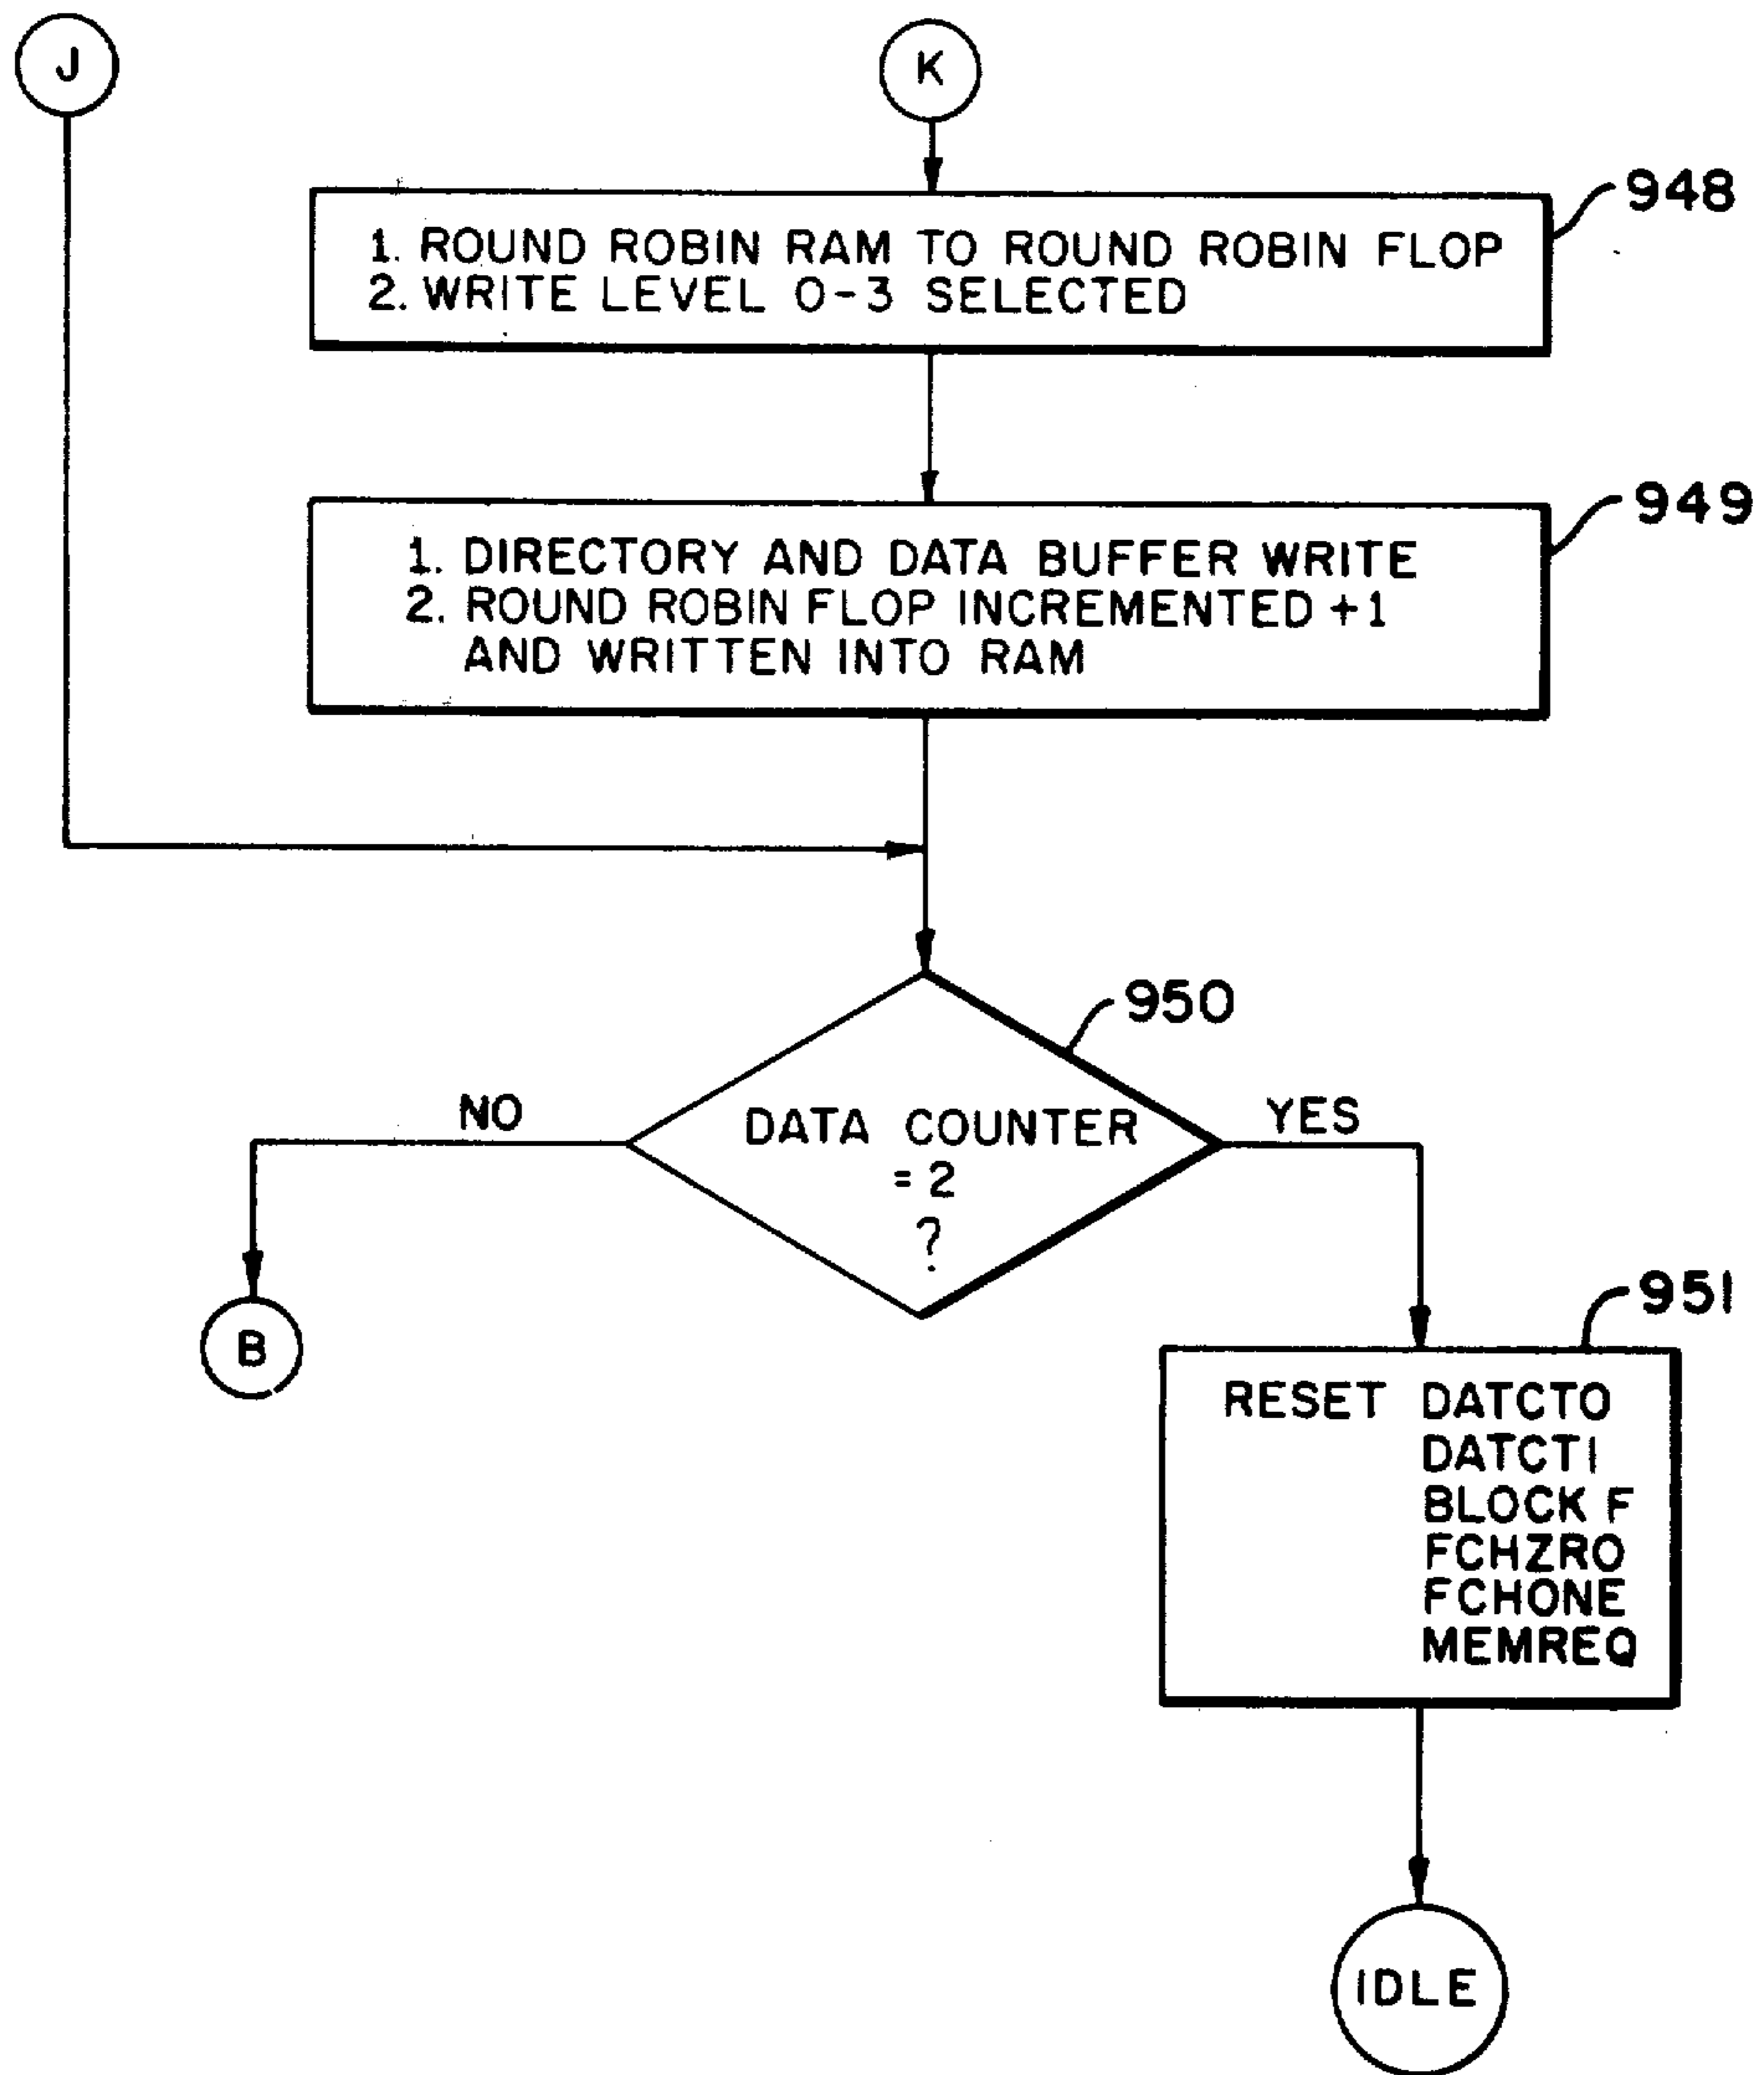 J
K
948
1. ROUND ROBIN RAM TO ROUND ROBIN FLOP
2. WRITE LEVEL 0-3 SELECTED
949
1. DIRECTORY AND DATA BUFFER WRITE
2. ROUND ROBIN FLOP INCREMENTED +1
AND WRITTEN INTO RAM
950
NO
DATA COUNTER
= 2
?
YES
B
951
RESET DATCT0
DATCT1
BLOCK F
FCHZRO
FCHONE
MEMREQ
IDLE